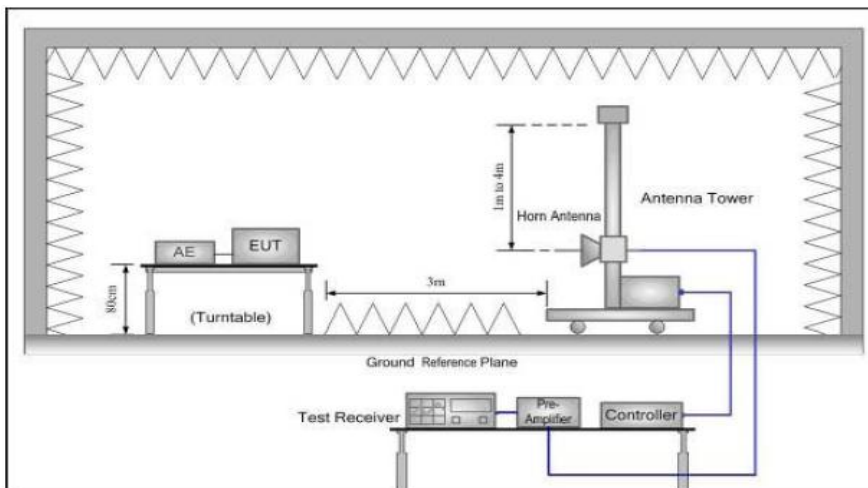 1m to 4m
Horn Antenna
Antenna Tower
AE
EUT
3m
80cm
(Turntable)
Ground Reference Plane
Test Receiver
Pre-
Amplifier
Controller